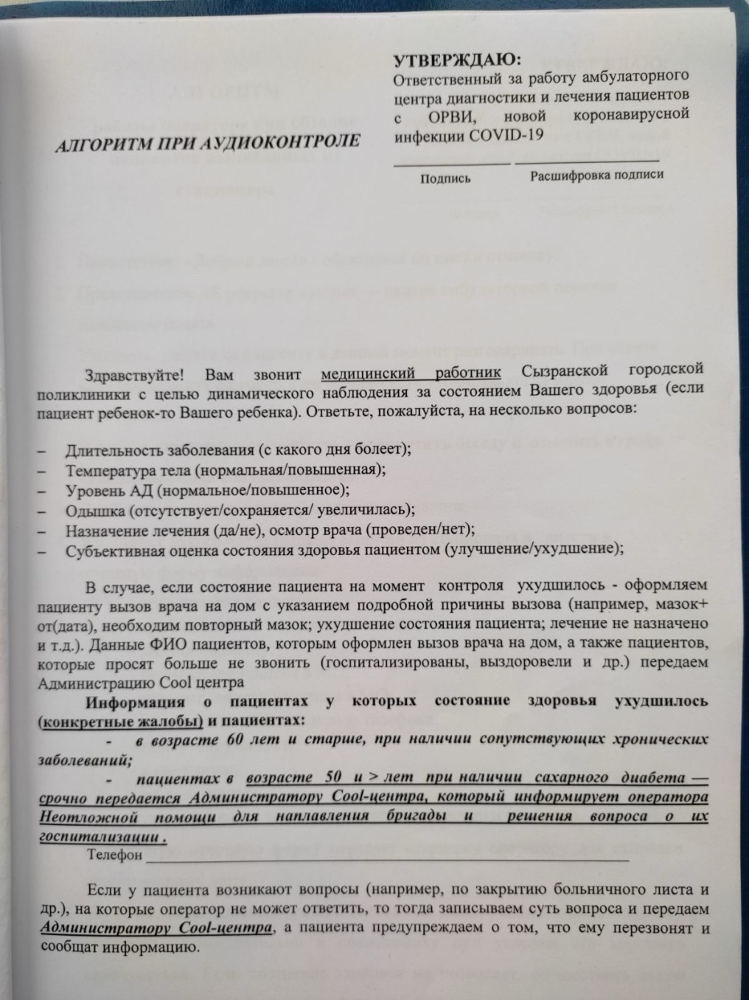 УТВЕРЖДАЮ:
Ответственный за работу амбулаторного
центра диагностики и лечения пациентов
с ОРВИ, новой коронавирусной
инфекции COVID-19
АЛГОРИТМ ПРИ АУДИОКОНТРОЛЕ
Подпись Расшифровка подписи
Здравствуйте! Вам звонит медицинский работник Сызранской городской
поликлиники с целью динамического наблюдения за состоянием Вашего здоровья (если
пациент ребенок-то Вашего ребенка). Ответьте, пожалуйста, на несколько вопросов:
– Длительность заболевания (с какого дня болеет);
– Температура тела (нормальная/повышенная);
– Уровень АД (нормальное/повышенное);
– Одышка (отсутствует/сохраняется/ увеличилась);
– Назначение лечения (да/не), осмотр врача (проведен/нет);
– Субъективная оценка состояния здоровья пациентом (улучшение/ухудшение);
В случае, если состояние пациента на момент контроля ухудшилось - оформляем
пациенту вызов врача на дом с указанием подробной причины вызова (например, мазок+
от(дата), необходим повторный мазок; ухудшение состояния пациента; лечение не назначено
и т.д.). Данные ФИО пациентов, которым оформлен вызов врача на дом, а также пациентов,
которые просят больше не звонить (госпитализированы, выздоровели и др.) передаем
Администрацию Cool центра
Информация о пациентах у которых состояние здоровья ухудшилось
(конкретные жалобы) и пациентах:
- в возрасте 60 лет и старше, при наличии сопутствующих хронических
заболеваний;
- пациентах в возрасте 50 и > лет при наличии сахарного диабета —
срочно передается Администратору Cool-центра, который информирует оператора
Неотложной помощи для наплавления бригады и решения вопроса о их
госпитализации .
Телефон
Если у пациента возникают вопросы (например, по закрытию больничного листа и
др.), на которые оператор не может ответить, то тогда записываем суть вопроса и передаем
Администратору Cool-центра, а пациента предупреждаем о том, что ему перезвонят и
сообщат информацию.